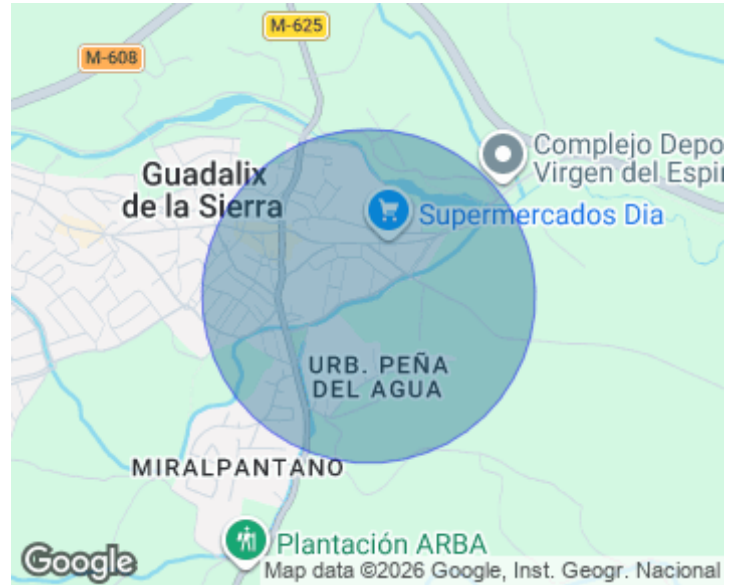 M-625
M-608
Complejo Depo
Virgen del Espi
Guadalix
de la Sierra
Supermercados Dia
URB. PEÑA
DEL AGUA
MIRALPANTANO
Plantación ARBA
Google
Map data ©2026 Google, Inst. Geogr. Nacional